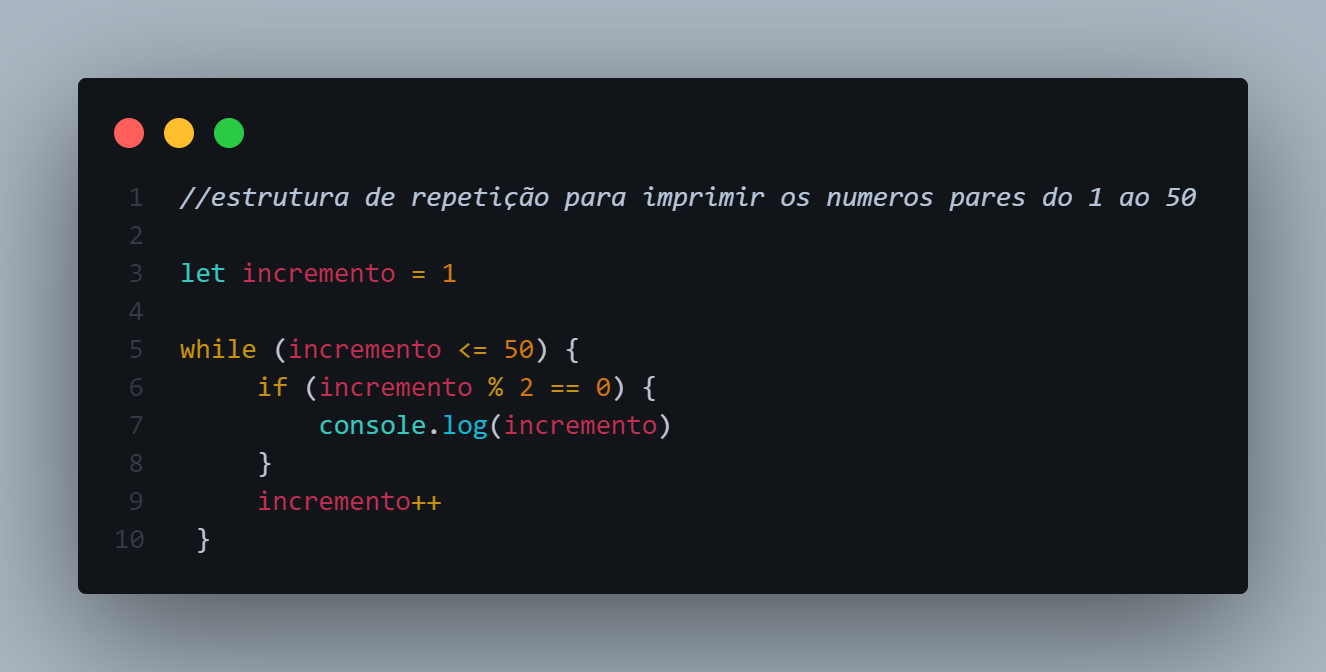 1 //estrutura de repetição para imprimir os numeros pares do 1 ao 50
2
3 let incremento = 1
4
5 while (incremento <= 50) {
6 if (incremento % 2 == 0) {
7 console.log(incremento)
8 }
9 incremento++
10 }